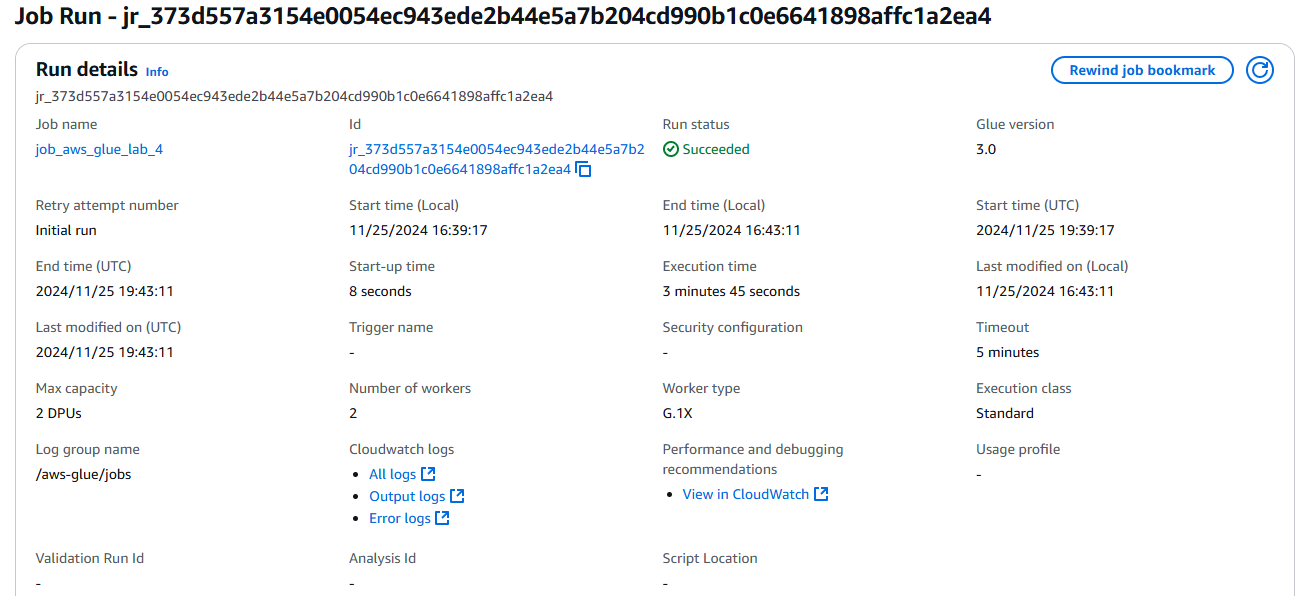 Job Run - jr_373d557a3154e0054ec943ede2b44e5a7b204cd990b1c0e6641898affc1a2ea4
Run details Info
Rewind job bookmark
jr_373d557a3154e0054ec943ede2b44e5a7b204cd990b1c0e6641898affc1a2ea4
Job name
job_aws_glue_lab_4
Id
jr_373d557a3154e0054ec943ede2b44e5a7b2
04cd990b1c0e6641898affc1a2ea4
Run status
Succeeded
Glue version
3.0
Retry attempt number
Initial run
Start time (Local)
11/25/2024 16:39:17
End time (Local)
11/25/2024 16:43:11
Start time (UTC)
2024/11/25 19:39:17
End time (UTC)
2024/11/25 19:43:11
Start-up time
8 seconds
Execution time
3 minutes 45 seconds
Last modified on (Local)
11/25/2024 16:43:11
Last modified on (UTC)
2024/11/25 19:43:11
Trigger name
-
Security configuration
-
Timeout
5 minutes
Max capacity
2 DPUs
Number of workers
2
Worker type
G.1X
Execution class
Standard
Log group name
/aws-glue/jobs
Cloudwatch logs
• All logs
• Output logs
• Error logs
Performance and debugging
recommendations
• View in CloudWatch
Usage profile
-
Validation Run Id
-
Analysis Id
-
Script Location
-